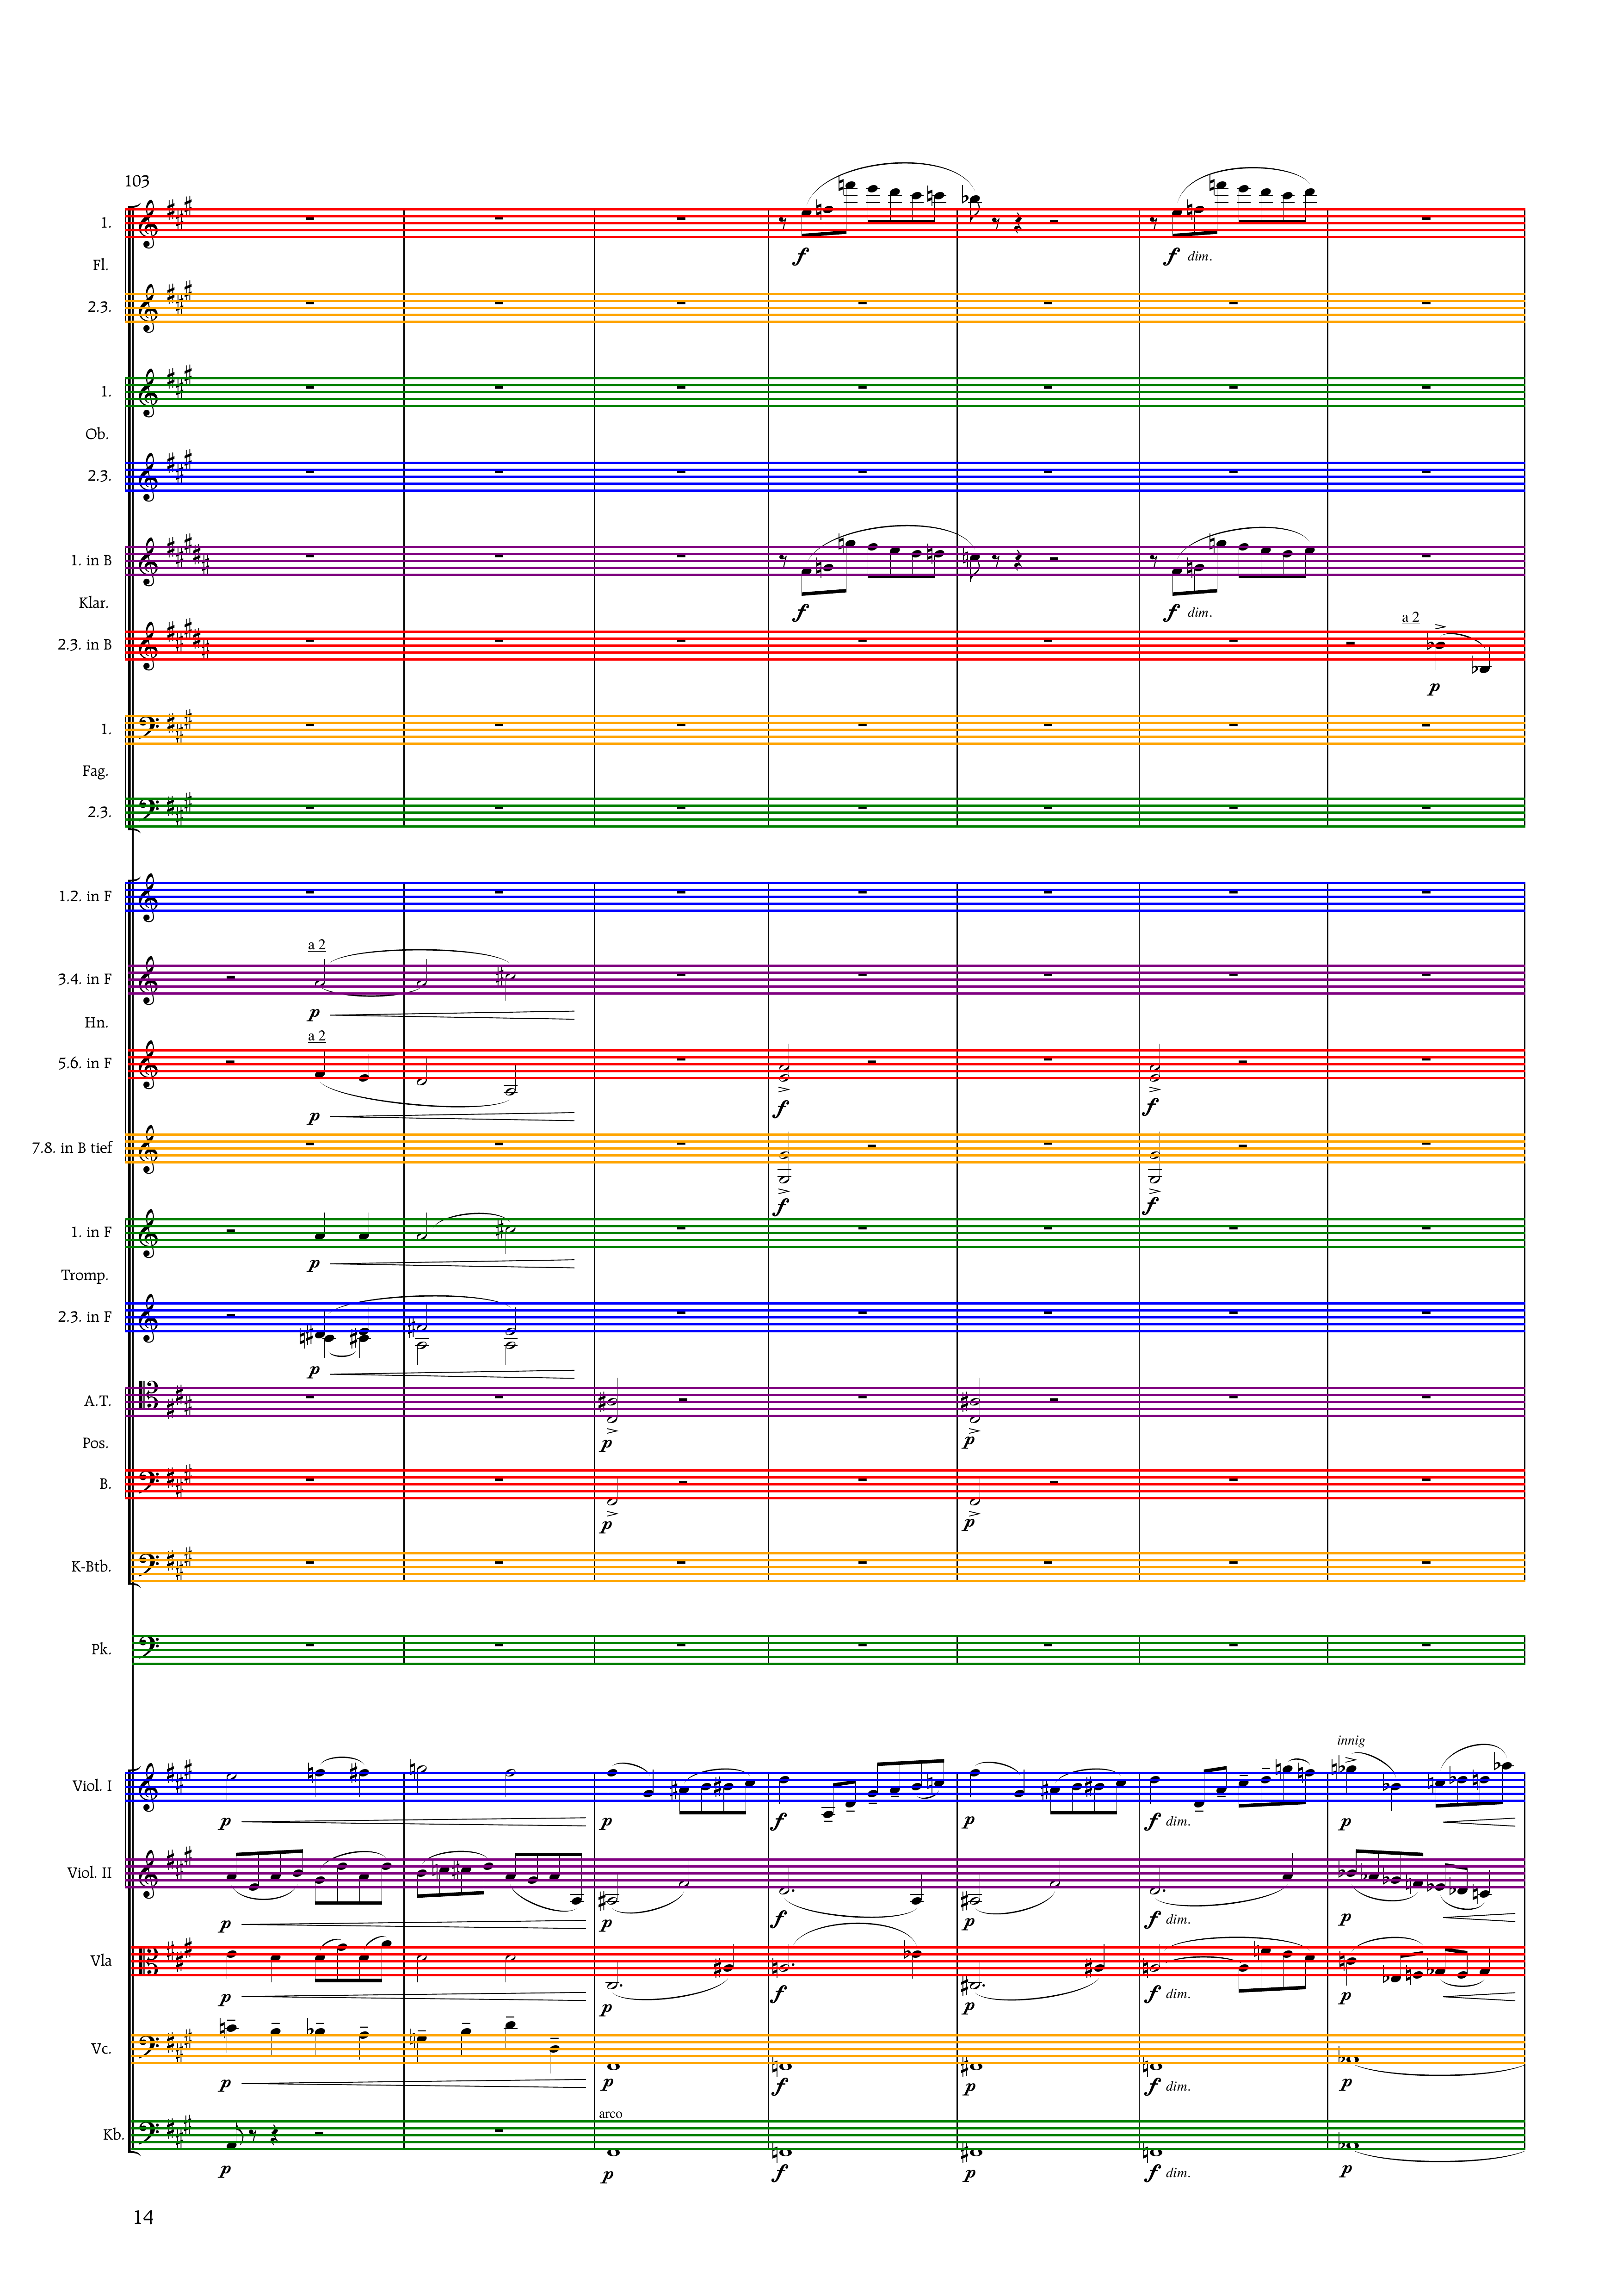 103
1.
Fl.
f
f dim.
2.3.
1.
Ob.
2.3.
1. in B
Klar.
f
f dim.
2.3. in B
a 2
p
1.
Fag.
2.3.
1.2. in F
a 2
3.4. in F
p
Hn.
a 2
5.6. in F
p
f
f
7.8. in B tief
f
f
1. in F
p
Tromp.
2.3. in F
p
A.T.
p
p
Pos.
B.
p
p
K-Btb.
Pk.
innig
Viol. I
p
p
f
p
f dim.
p
Viol. II
p
p
f
p
f dim.
p
Vla
p
p
f
p
f dim.
p
Vc.
p
p
f
p
f dim.
p
arco
Kb.
p
p
f
p
f dim.
p
14